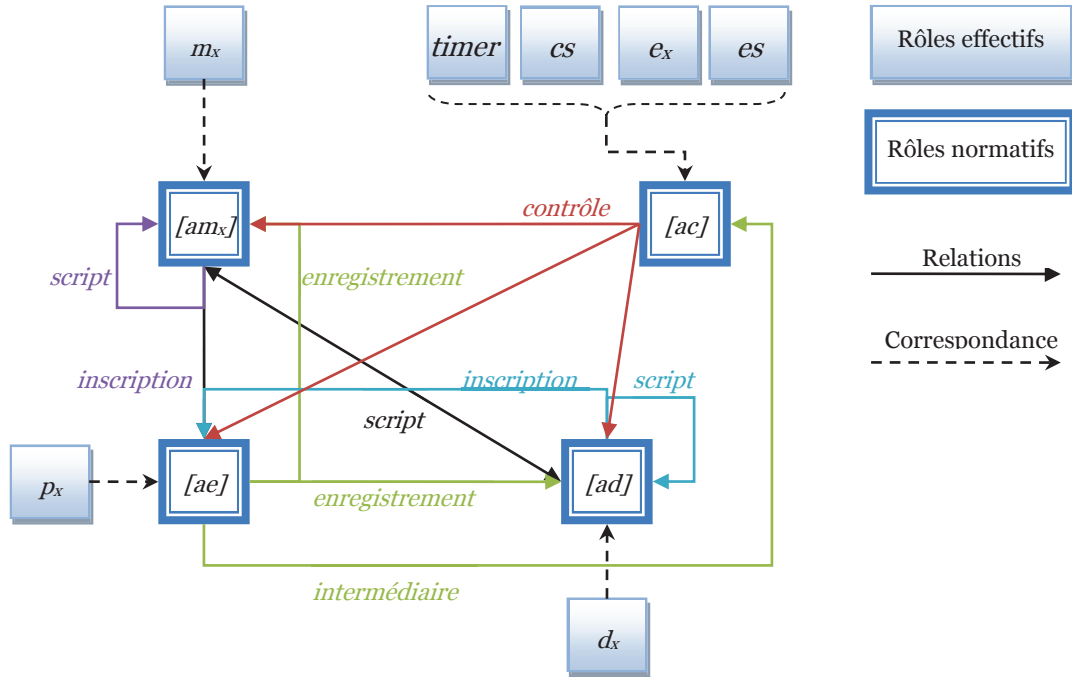 mx
timer
cs
ex
es
Rôles effectifs
Rôles normatifs
[amx]
contrôle
[ac]
script
enregistrement
Relations
Correspondance
inscription
inscription
script
script
px
[ae]
[ad]
enregistrement
intermédiaire
dx